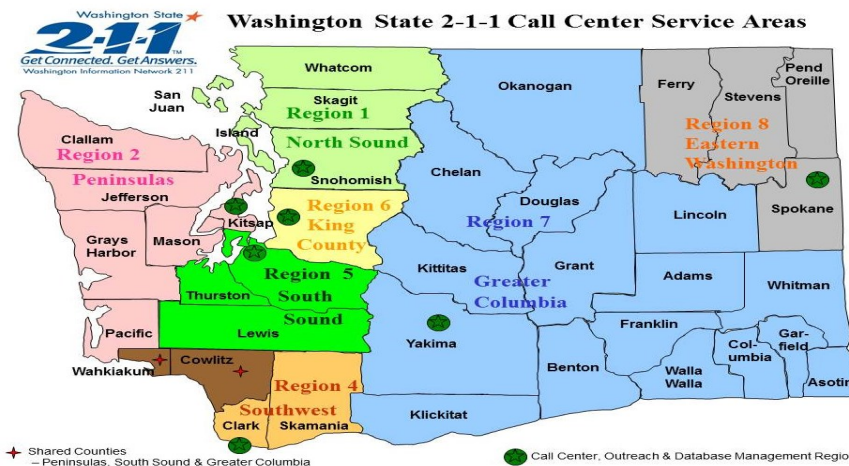 Washington State
2-1-1
TM
Get Connected. Get Answers.
Washington Information Network 211
Washington State 2-1-1 Call Center Service Areas
Whatcom
San
Juan
Skagit
Region 1
Island
North Sound
Snohomish
Clallam
Region 2
Peninsulas
Jefferson
Kitsap
Region 6
King
County
Grays
Harbor
Mason
Region 5
South
Sound
Thurston
Lewis
Pacific
Wahkiakum
Cowlitz
Region 4
Southwest
Clark
Skamania
Okanogan
Chelan
Douglas
Region 7
Kittitas
Grant
Greater
Columbia
Yakima
Klickitat
Benton
Lincoln
Adams
Franklin
Walla
Walla
Whitman
Col-
umbia
Gar-
field
Asotin
Ferry
Stevens
Pend
Oreille
Region 8
Eastern
Washington
Spokane
Shared Counties
– Peninsulas, South Sound & Greater Columbia
Call Center, Outreach & Database Management Regio